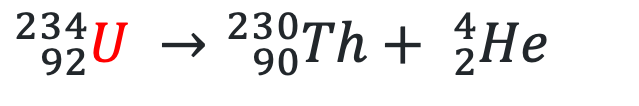 ²³⁴₉₂U → ²³⁰₉₀Th + ⁴₂He